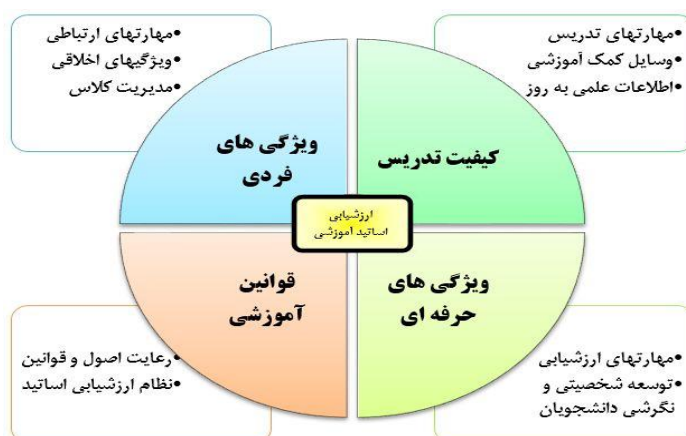 •مهارتهای تدریس
•وسایل کمک آموزشی
•اطلاعات علمی به روز
•مهارتهای ارتباطی
•ویژگیهای اخلاقی
•مدیریت کلاس
کیفیت تدریس
ویژگی های
فردی
ارزشیابی
اساتید آموزشی
ویژگی های
حرفه ای
قوانین
آموزشی
•مهارتهای ارزشیابی
•توسعه شخصیتی و
نگرشی دانشجویان
•رعایت اصول و قوانین
•نظام ارزشیابی اساتید